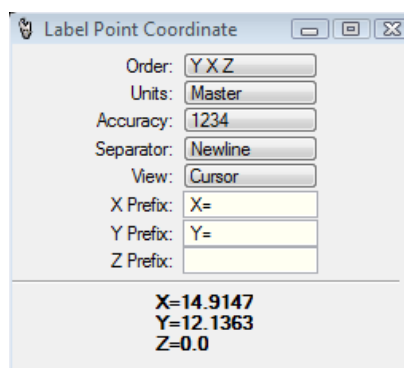 Label Point Coordinate
Order: Y X Z
Units: Master
Accuracy: 1234
Separator: Newline
View: Cursor
X Prefix: X=
Y Prefix: Y=
Z Prefix:
X=14.9147
Y=12.1363
Z=0.0